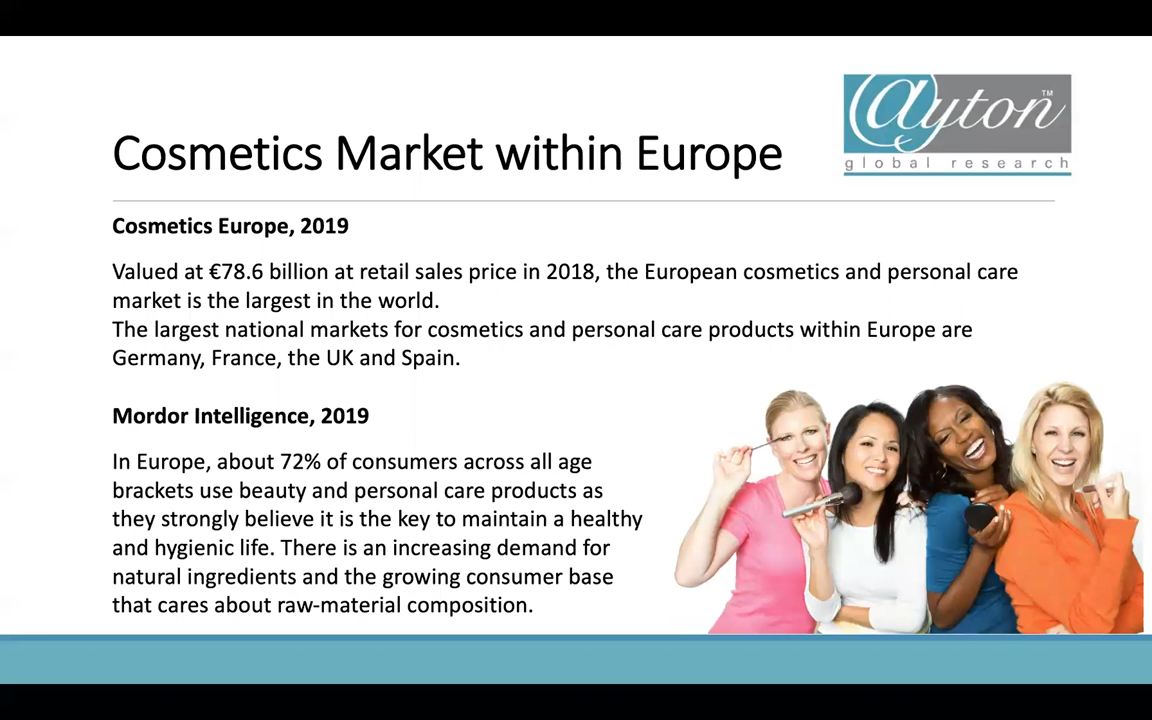 @yton™
global research
Cosmetics Market within Europe
Cosmetics Europe, 2019
Valued at €78.6 billion at retail sales price in 2018, the European cosmetics and personal care
market is the largest in the world.
The largest national markets for cosmetics and personal care products within Europe are
Germany, France, the UK and Spain.
Mordor Intelligence, 2019
In Europe, about 72% of consumers across all age
brackets use beauty and personal care products as
they strongly believe it is the key to maintain a healthy
and hygienic life. There is an increasing demand for
natural ingredients and the growing consumer base
that cares about raw-material composition.